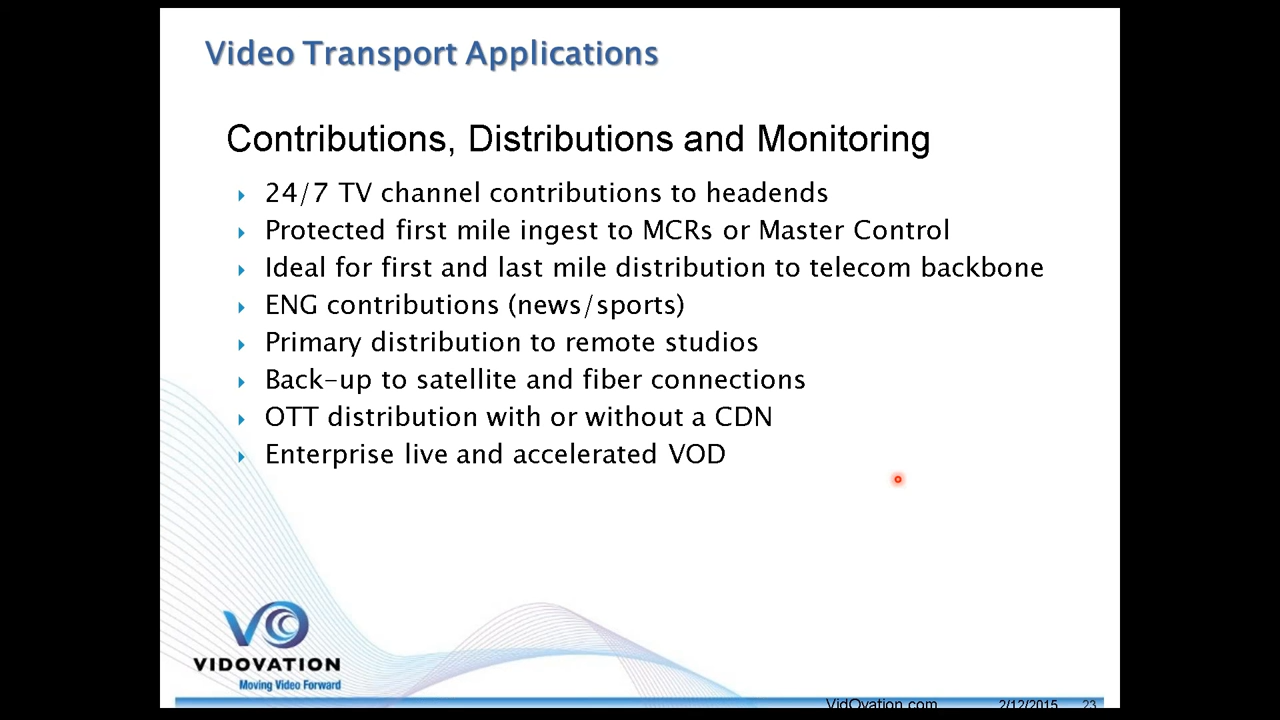 Video Transport Applications
Contributions, Distributions and Monitoring
24/7 TV channel contributions to headends
Protected first mile ingest to MCRs or Master Control
Ideal for first and last mile distribution to telecom backbone
ENG contributions (news/sports)
Primary distribution to remote studios
Back-up to satellite and fiber connections
OTT distribution with or without a CDN
Enterprise live and accelerated VOD
VO
VIDOVATION
Moving Video Forward
VidOvation.com 2/12/2015 23